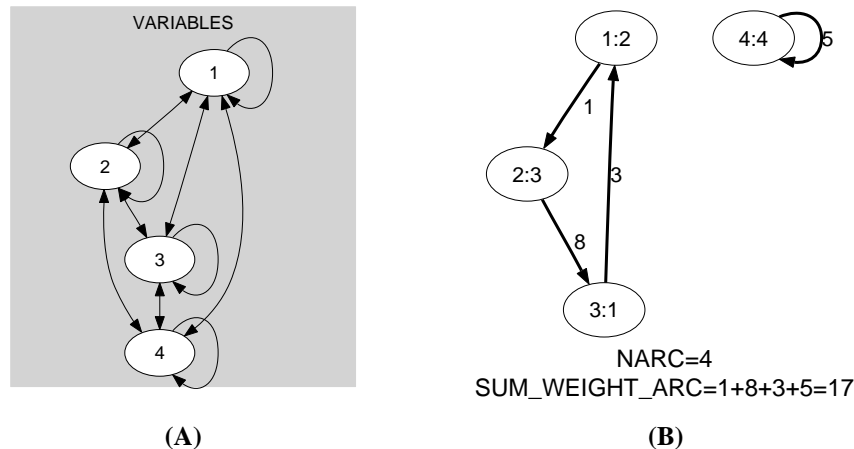 VARIABLES
1
2
3
4
1:2
4:4
5
1
2:3
3
8
3:1
NARC=4
SUM_WEIGHT_ARC=1+8+3+5=17
(A)
(B)